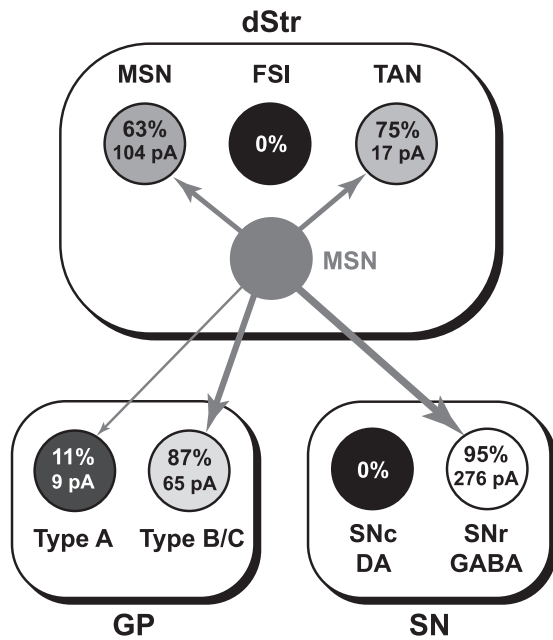 dStr
MSN
FSI
TAN
63%
104 pA
0%
75%
17 pA
MSN
11%
9 pA
87%
65 pA
Type A
Type B/C
GP
0%
95%
276 pA
SNc
DA
SNr
GABA
SN